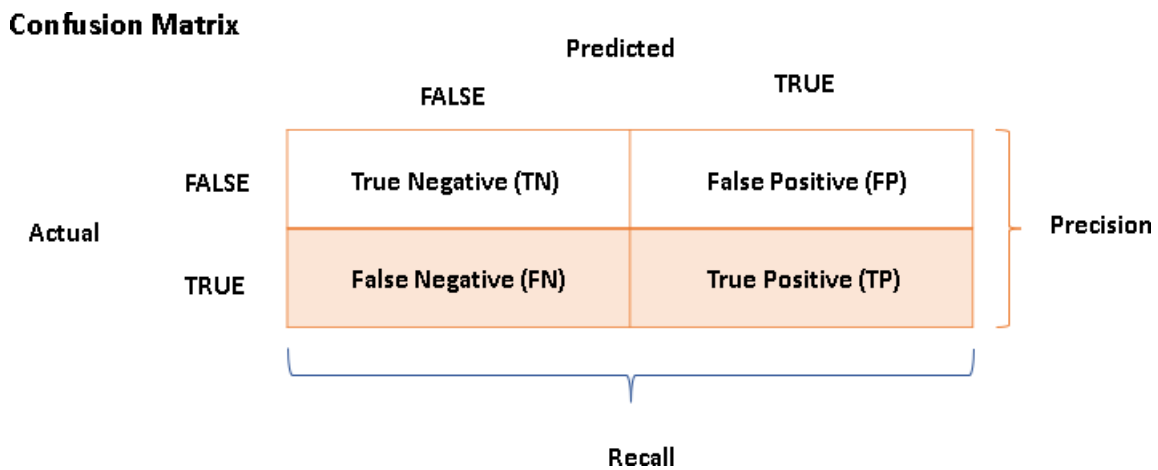 Confusion Matrix
Predicted
FALSE TRUE
FALSE True Negative (TN) False Positive (FP)
Actual Precision
TRUE False Negative (FN) True Positive (TP)
Recall